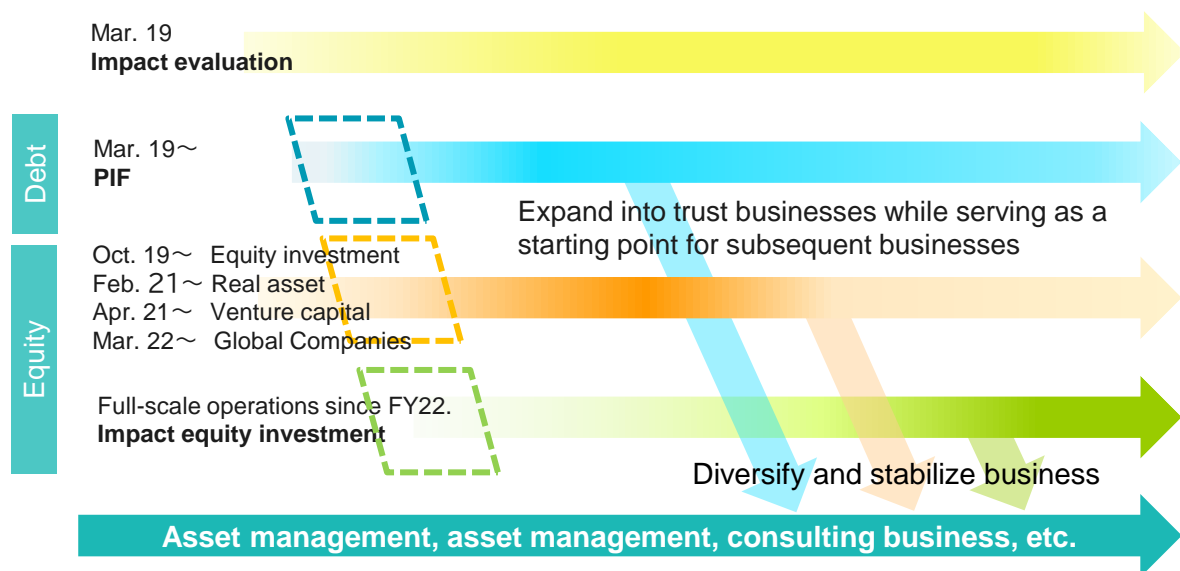 Mar. 19
Impact evaluation
Debt
Mar. 19～
PIF
Expand into trust businesses while serving as a
starting point for subsequent businesses
Equity
Oct. 19～ Equity investment
Feb. 21～ Real asset
Apr. 21～ Venture capital
Mar. 22～ Global Companies
Full-scale operations since FY22.
Impact equity investment
Diversify and stabilize business
Asset management, asset management, consulting business, etc.